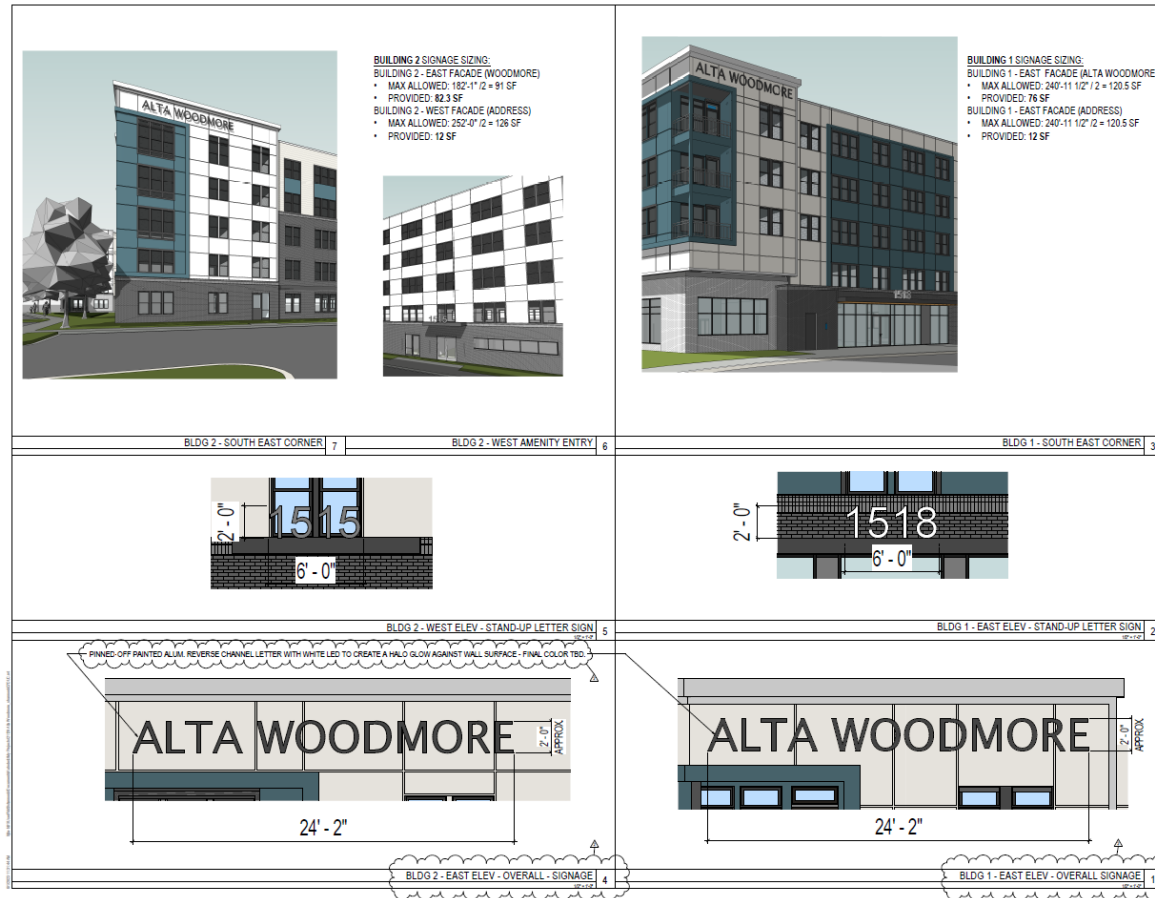 ALTA WOODMORE
BUILDING 2 SIGNAGE SIZING:
BUILDING 2 - EAST FACADE (WOODMORE)
• MAX ALLOWED: 182'-1" /2 = 91 SF
• PROVIDED: 82.3 SF
BUILDING 2 - WEST FACADE (ADDRESS)
• MAX ALLOWED: 252'-0" /2 = 126 SF
• PROVIDED: 12 SF
BLDG 2 - SOUTH EAST CORNER 7
BLDG 2 - WEST AMENITY ENTRY 6
ALTA WOODMORE
1518
BUILDING 1 SIGNAGE SIZING:
BUILDING 1 - EAST FACADE (ALTA WOODMORE
• MAX ALLOWED: 240'-11 1/2" /2 = 120.5 SF
• PROVIDED: 76 SF
BUILDING 1 - EAST FACADE (ADDRESS)
• MAX ALLOWED: 240'-11 1/2" /2 = 120.5 SF
• PROVIDED: 12 SF
BLDG 1 - SOUTH EAST CORNER 3
2' - 0"
1515
6' - 0"
BLDG 2 - WEST ELEV - STAND-UP LETTER SIGN 5
2' - 0"
1518
6' - 0"
BLDG 1 - EAST ELEV - STAND-UP LETTER SIGN 2
PINNED-OFF PAINTED ALUM. REVERSE CHANNEL LETTER WITH WHITE LED TO CREATE A HALO GLOW AGAINST WALL SURFACE - FINAL COLOR TBD.
ALTA WOODMORE
2' - 0"
APPROX
24' - 2"
BLDG 2 - EAST ELEV - OVERALL - SIGNAGE 4
ALTA WOODMORE
2' - 0"
APPROX
24' - 2"
BLDG 1 - EAST ELEV - OVERALL SIGNAGE 1